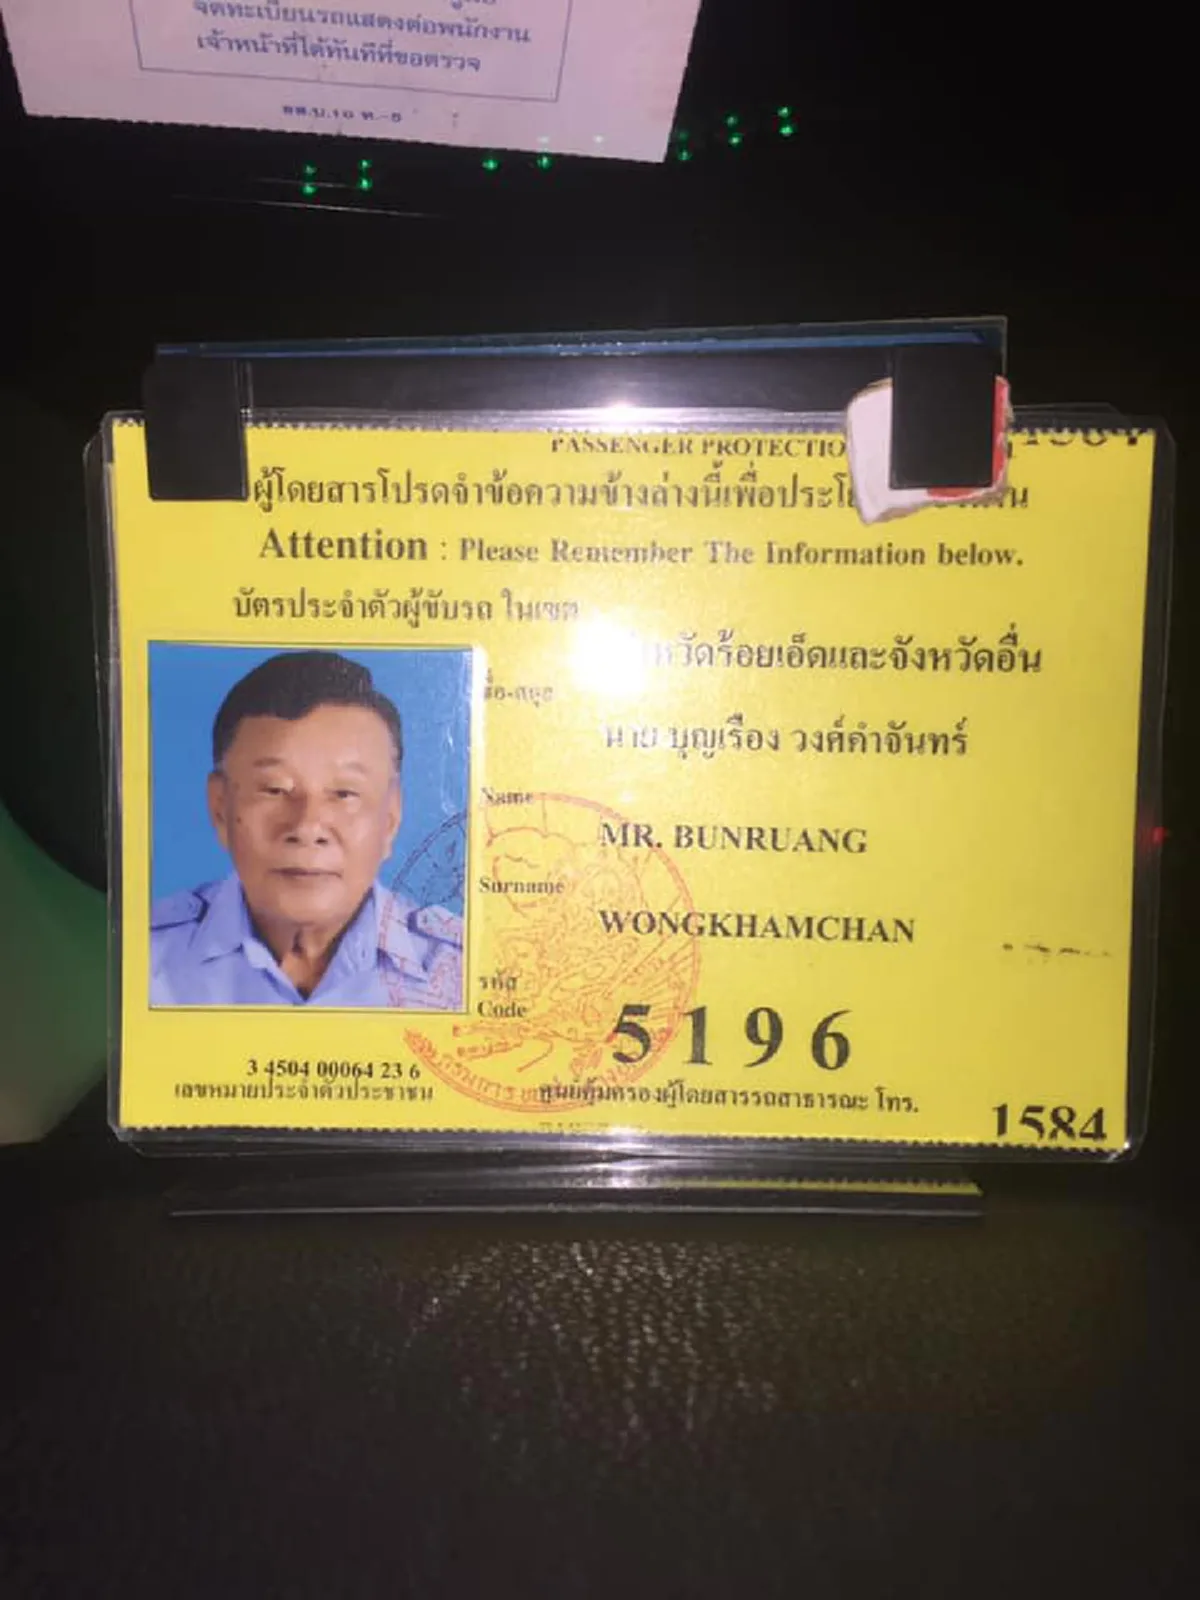 จดทะเบียนรถแสดงต่อพนักงาน
เจ้าหน้าที่ได้ทันทีที่ขอตรวจ
PASSENGER PROTECTIO
ผู้โดยสารโปรดจำข้อความข้างล่างนี้เพื่อประโย
Attention : Please Remember The Information below.
บัตรประจำตัวผู้ขับรถ ในเขต
หวัดร้อยเอ็ดและจังหวัดอื่น
ชื่อ-สกุล
นาย บุญเรือง วงศ์คำจันทร์
Name
MR. BUNRUANG
Surname
WONGKHAMCHAN
รหัส
Code
5196
3 4504 00064 23 6
เลขหมายประจำตัวประชาชน
ศูนย์คุ้มครองผู้โดยสารรถสาธารณะ โทร.
1584